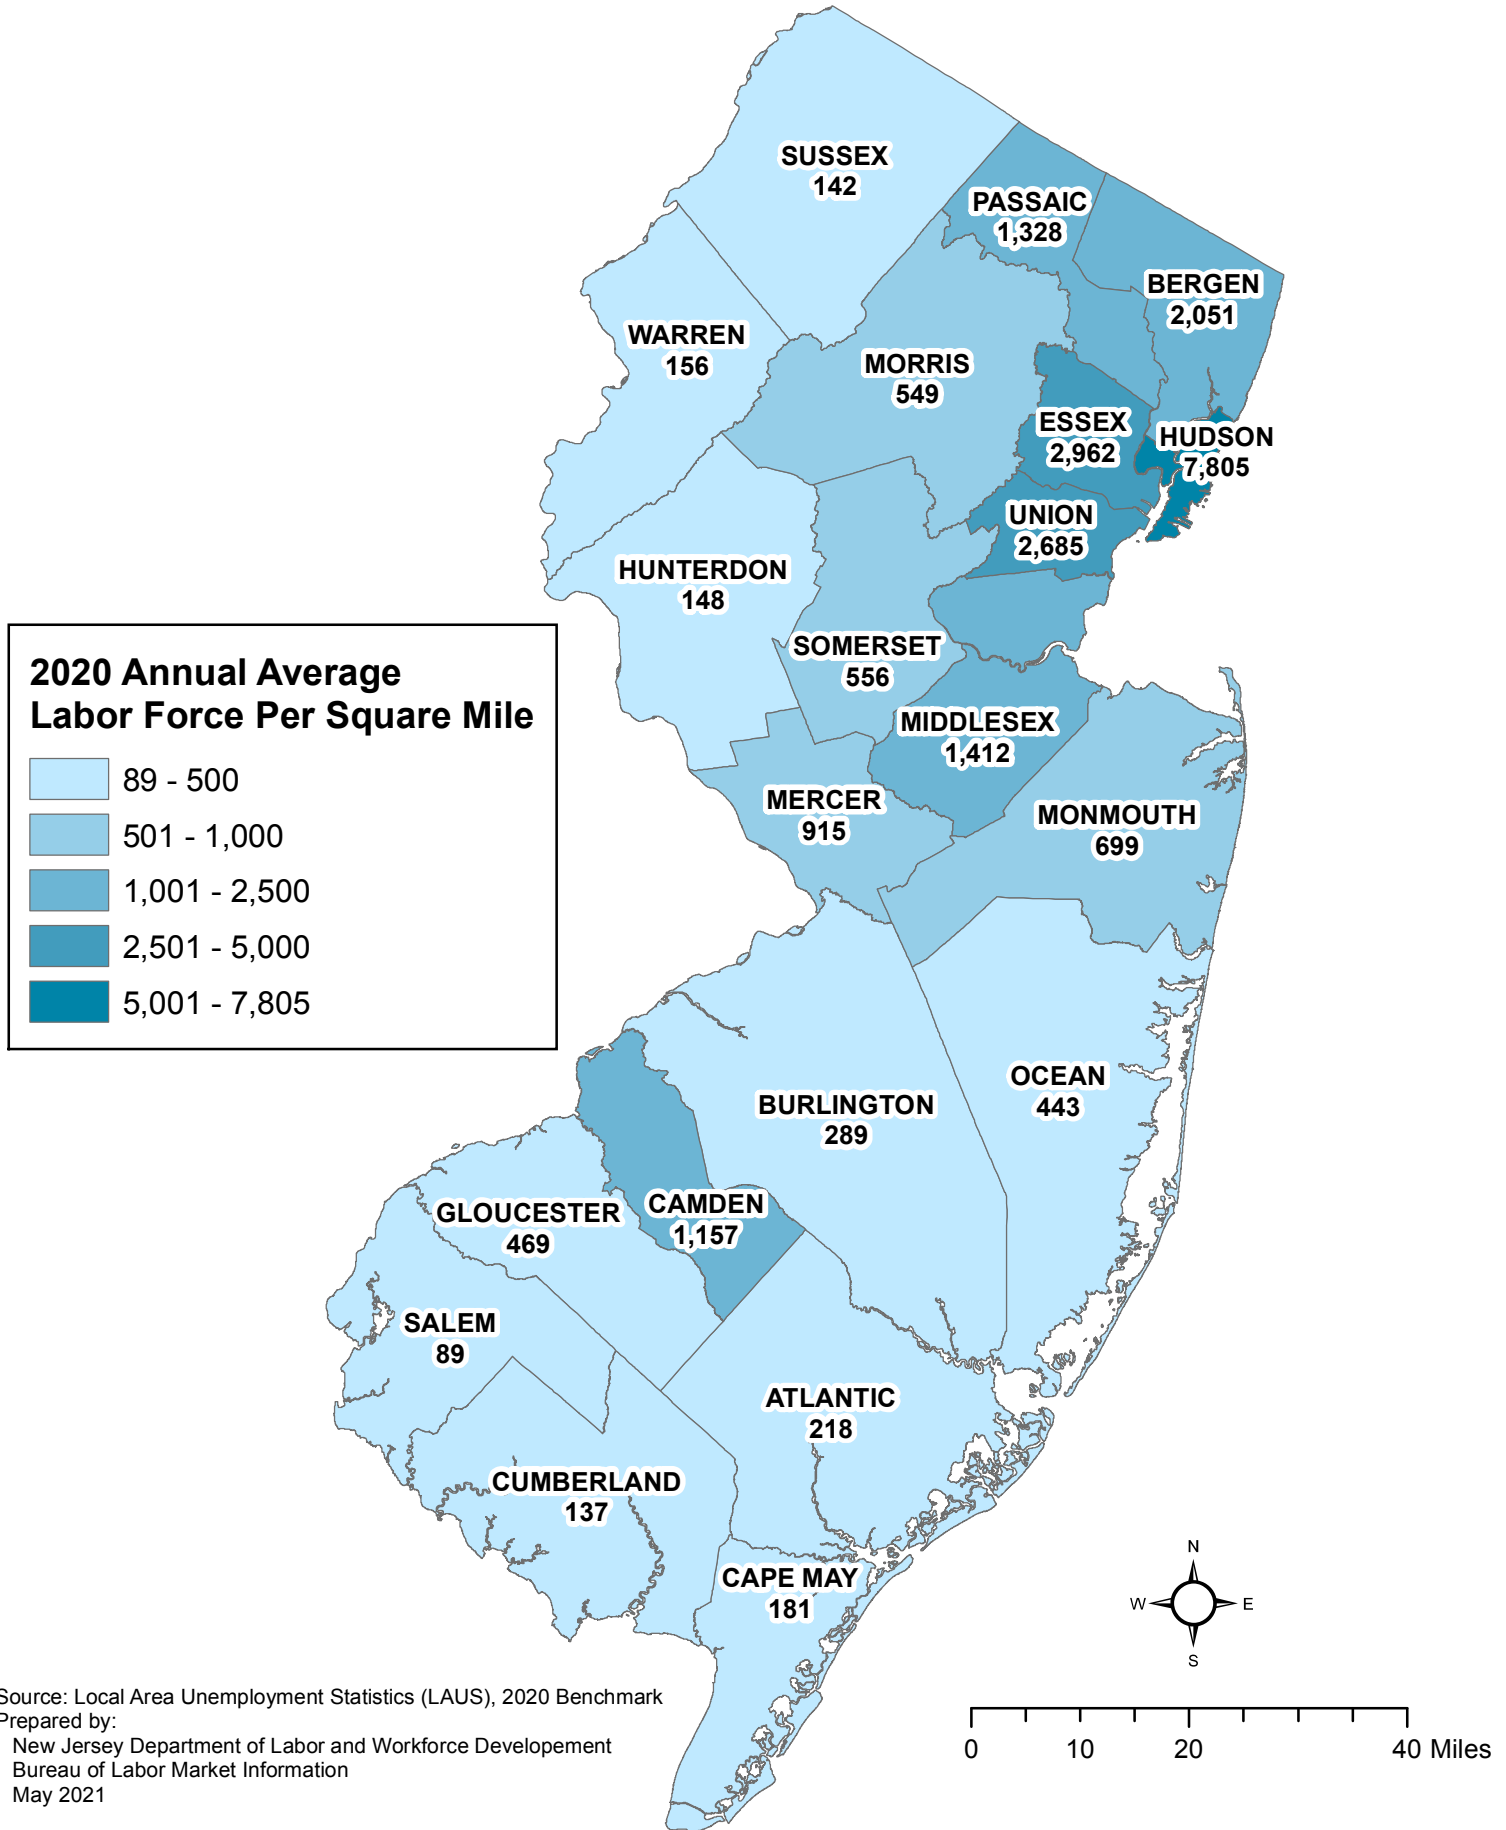 SUSSEX
142
PASSAIC
1,328
BERGEN
2,051
WARREN
156
MORRIS
549
ESSEX
2,962
HUDSON
7,805
UNION
2,685
HUNTERDON
148
SOMERSET
556
MIDDLESEX
1,412
MERCER
915
MONMOUTH
699
2020 Annual Average
Labor Force Per Square Mile
89 - 500
501 - 1,000
1,001 - 2,500
2,501 - 5,000
5,001 - 7,805
OCEAN
443
BURLINGTON
289
CAMDEN
1,157
GLOUCESTER
469
SALEM
89
ATLANTIC
218
CUMBERLAND
137
CAPE MAY
181
N
W E
S
Source: Local Area Unemployment Statistics (LAUS), 2020 Benchmark
Prepared by:
New Jersey Department of Labor and Workforce Developement
Bureau of Labor Market Information
May 2021
0 10 20 40 Miles